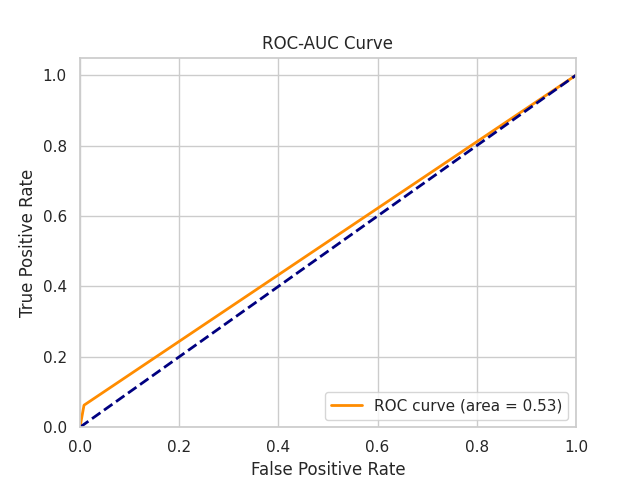 ROC-AUC Curve
True Positive Rate
1.0
0.8
0.6
0.4
0.2
0.0
ROC curve (area = 0.53)
0.0 0.2 0.4 0.6 0.8 1.0
False Positive Rate